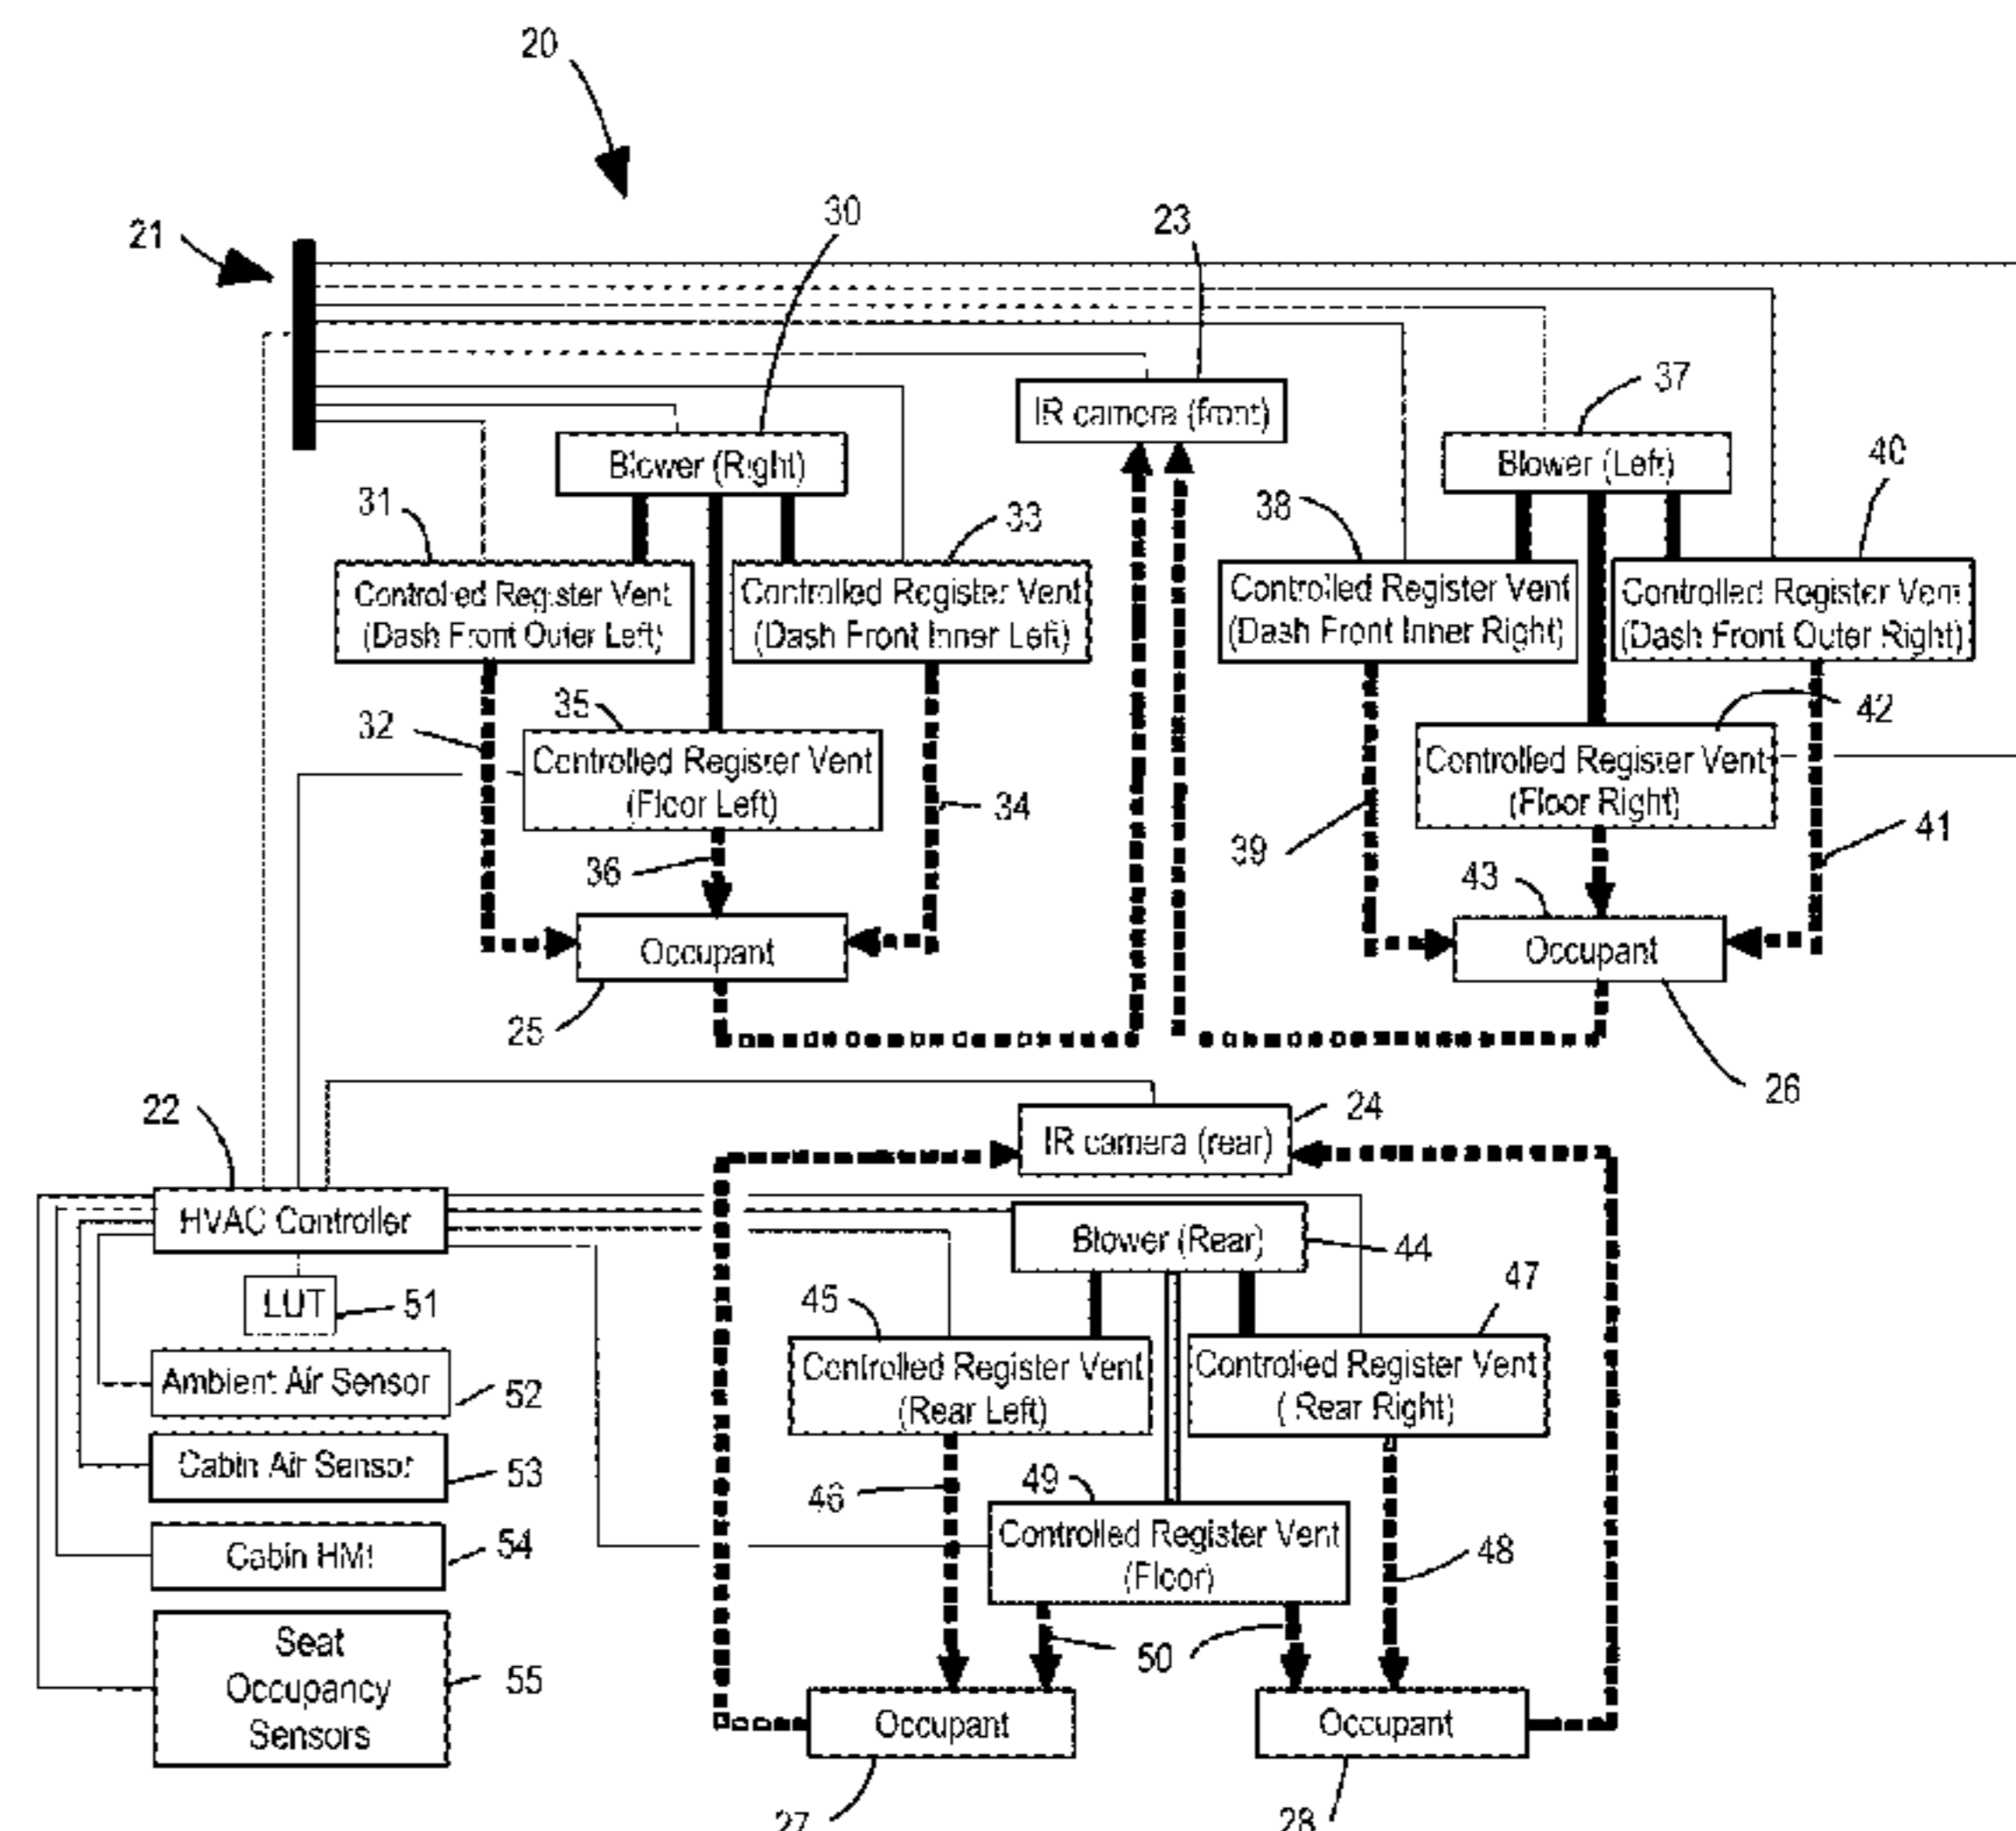 20
21
30
23
IR camera (front)
37
Blower (Right)
Blower (Left)
40
31
33
38
Controlled Register Vent
(Dash Front Outer Left)
Controlled Register Vent
(Dash Front Inner Left)
Controlled Register Vent
(Dash Front Inner Right)
Controlled Register Vent
(Dash Front Outer Right)
32
35
42
Controlled Register Vent
(Floor Left)
34
Controlled Register Vent
(Floor Right)
39
41
36
43
Occupant
Occupant
25
26
22
24
IR camera (rear)
HVAC Controller
Blower (Rear)
44
LUT
51
45
47
Ambient Air Sensor
52
Controlled Register Vent
(Rear Left)
Controlled Register Vent
( Rear Right)
Cabin Air Sensor
53
46
49
Controlled Register Vent
(Floor)
48
Cabin HMI
54
Seat
Occupancy
Sensors
55
50
Occupant
Occupant
27
28